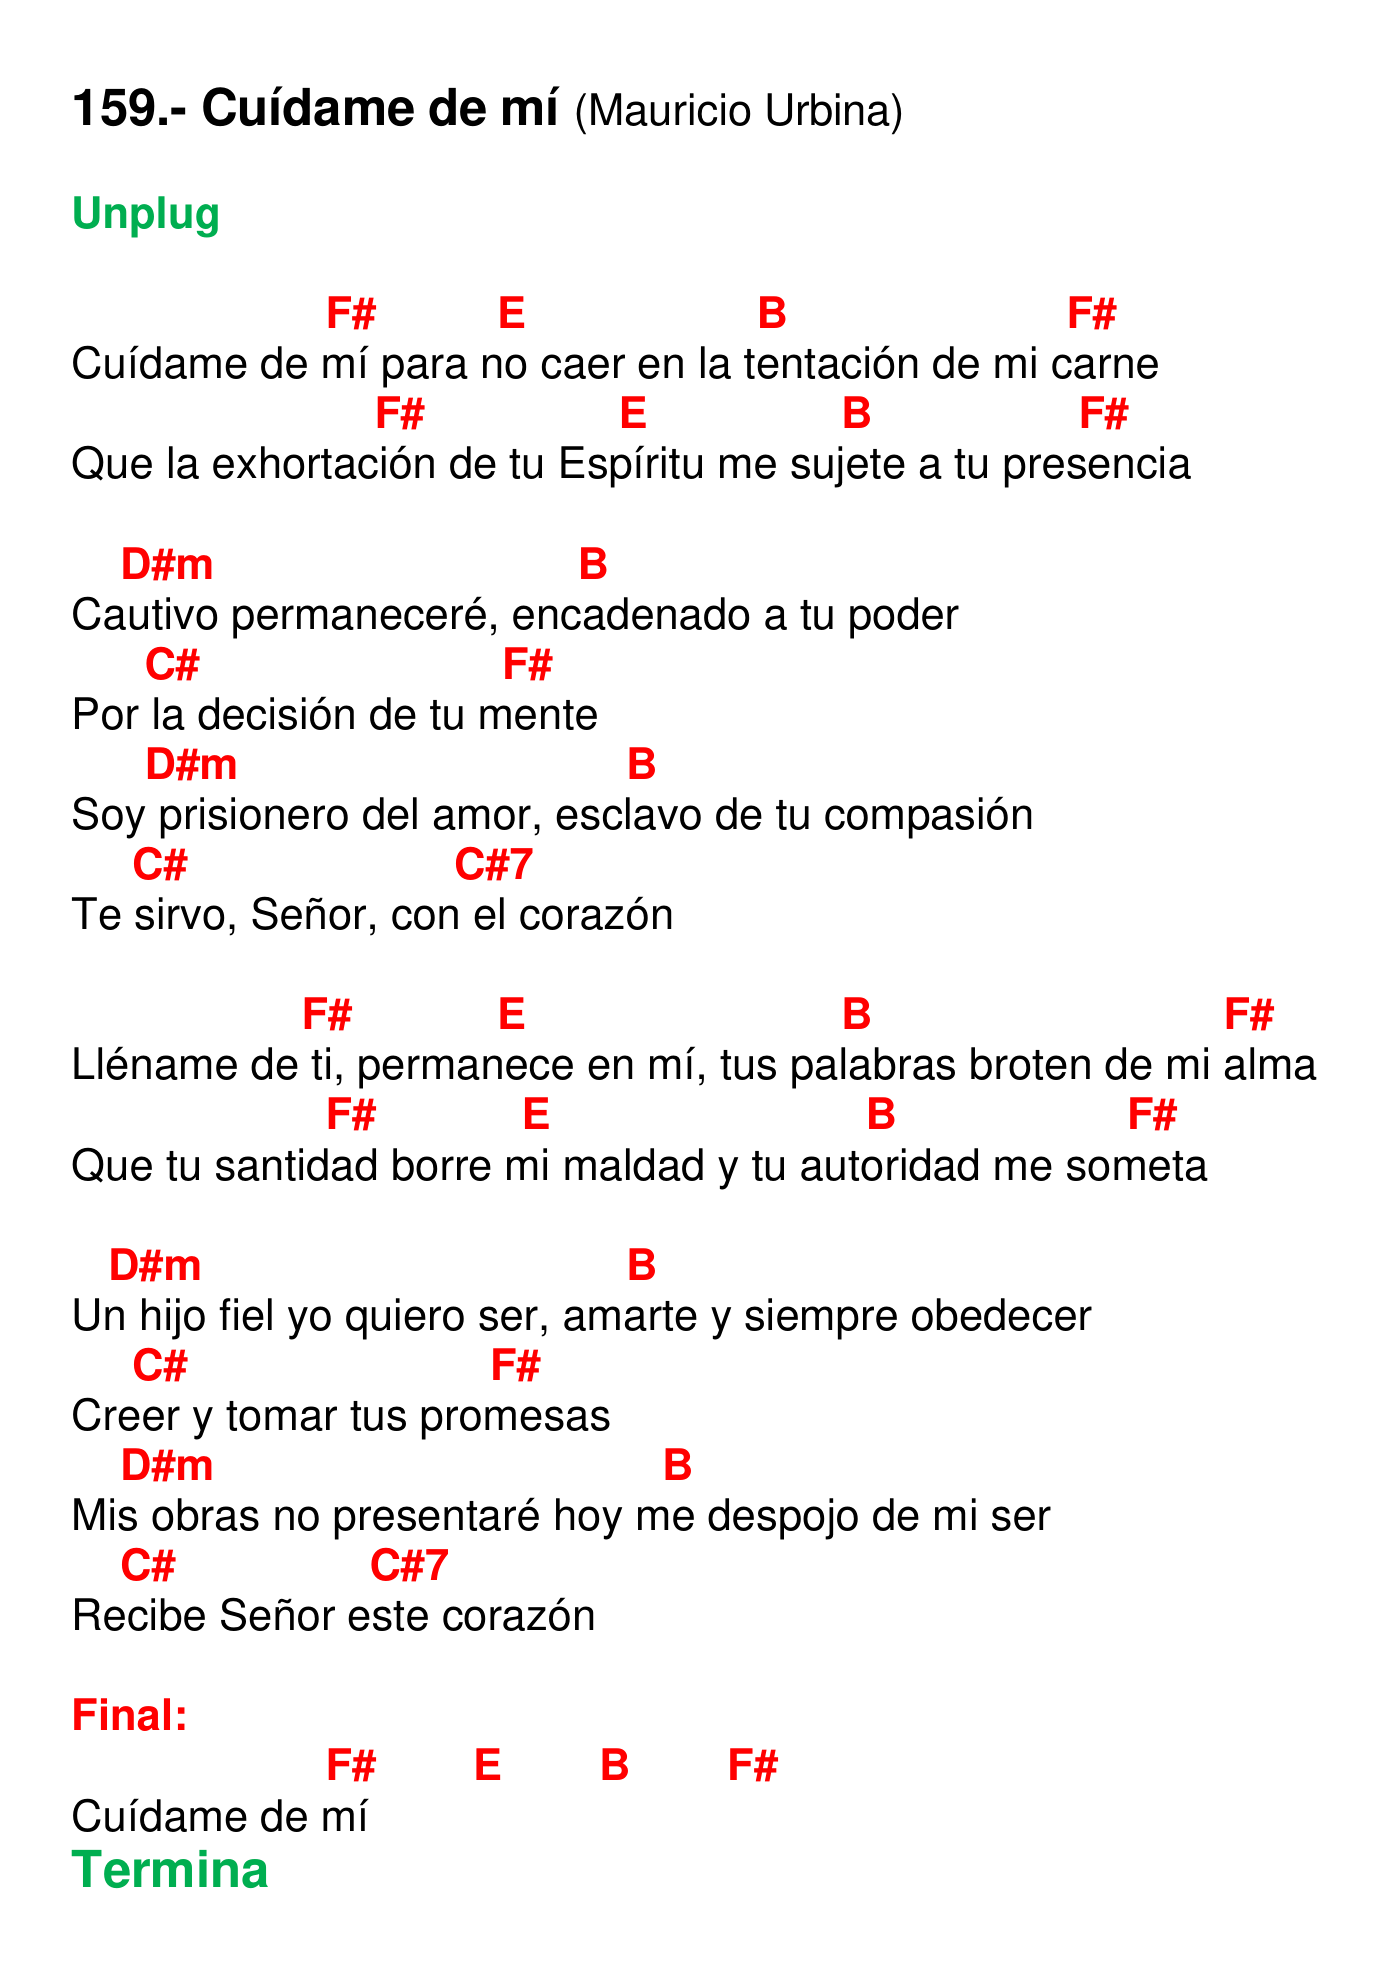 159.- Cuídame de mí (Mauricio Urbina)
Unplug
F# E B F#
Cuídame de mí para no caer en la tentación de mi carne
F# E B F#
Que la exhortación de tu Espíritu me sujete a tu presencia
D#m B
Cautivo permaneceré, encadenado a tu poder
C# F#
Por la decisión de tu mente
D#m B
Soy prisionero del amor, esclavo de tu compasión
C# C#7
Te sirvo, Señor, con el corazón
F# E B F#
Lléname de ti, permanece en mí, tus palabras broten de mi alma
F# E B F#
Que tu santidad borre mi maldad y tu autoridad me someta
D#m B
Un hijo fiel yo quiero ser, amarte y siempre obedecer
C# F#
Creer y tomar tus promesas
D#m B
Mis obras no presentaré hoy me despojo de mi ser
C# C#7
Recibe Señor este corazón
Final:
F# E B F#
Cuídame de mí
Termina